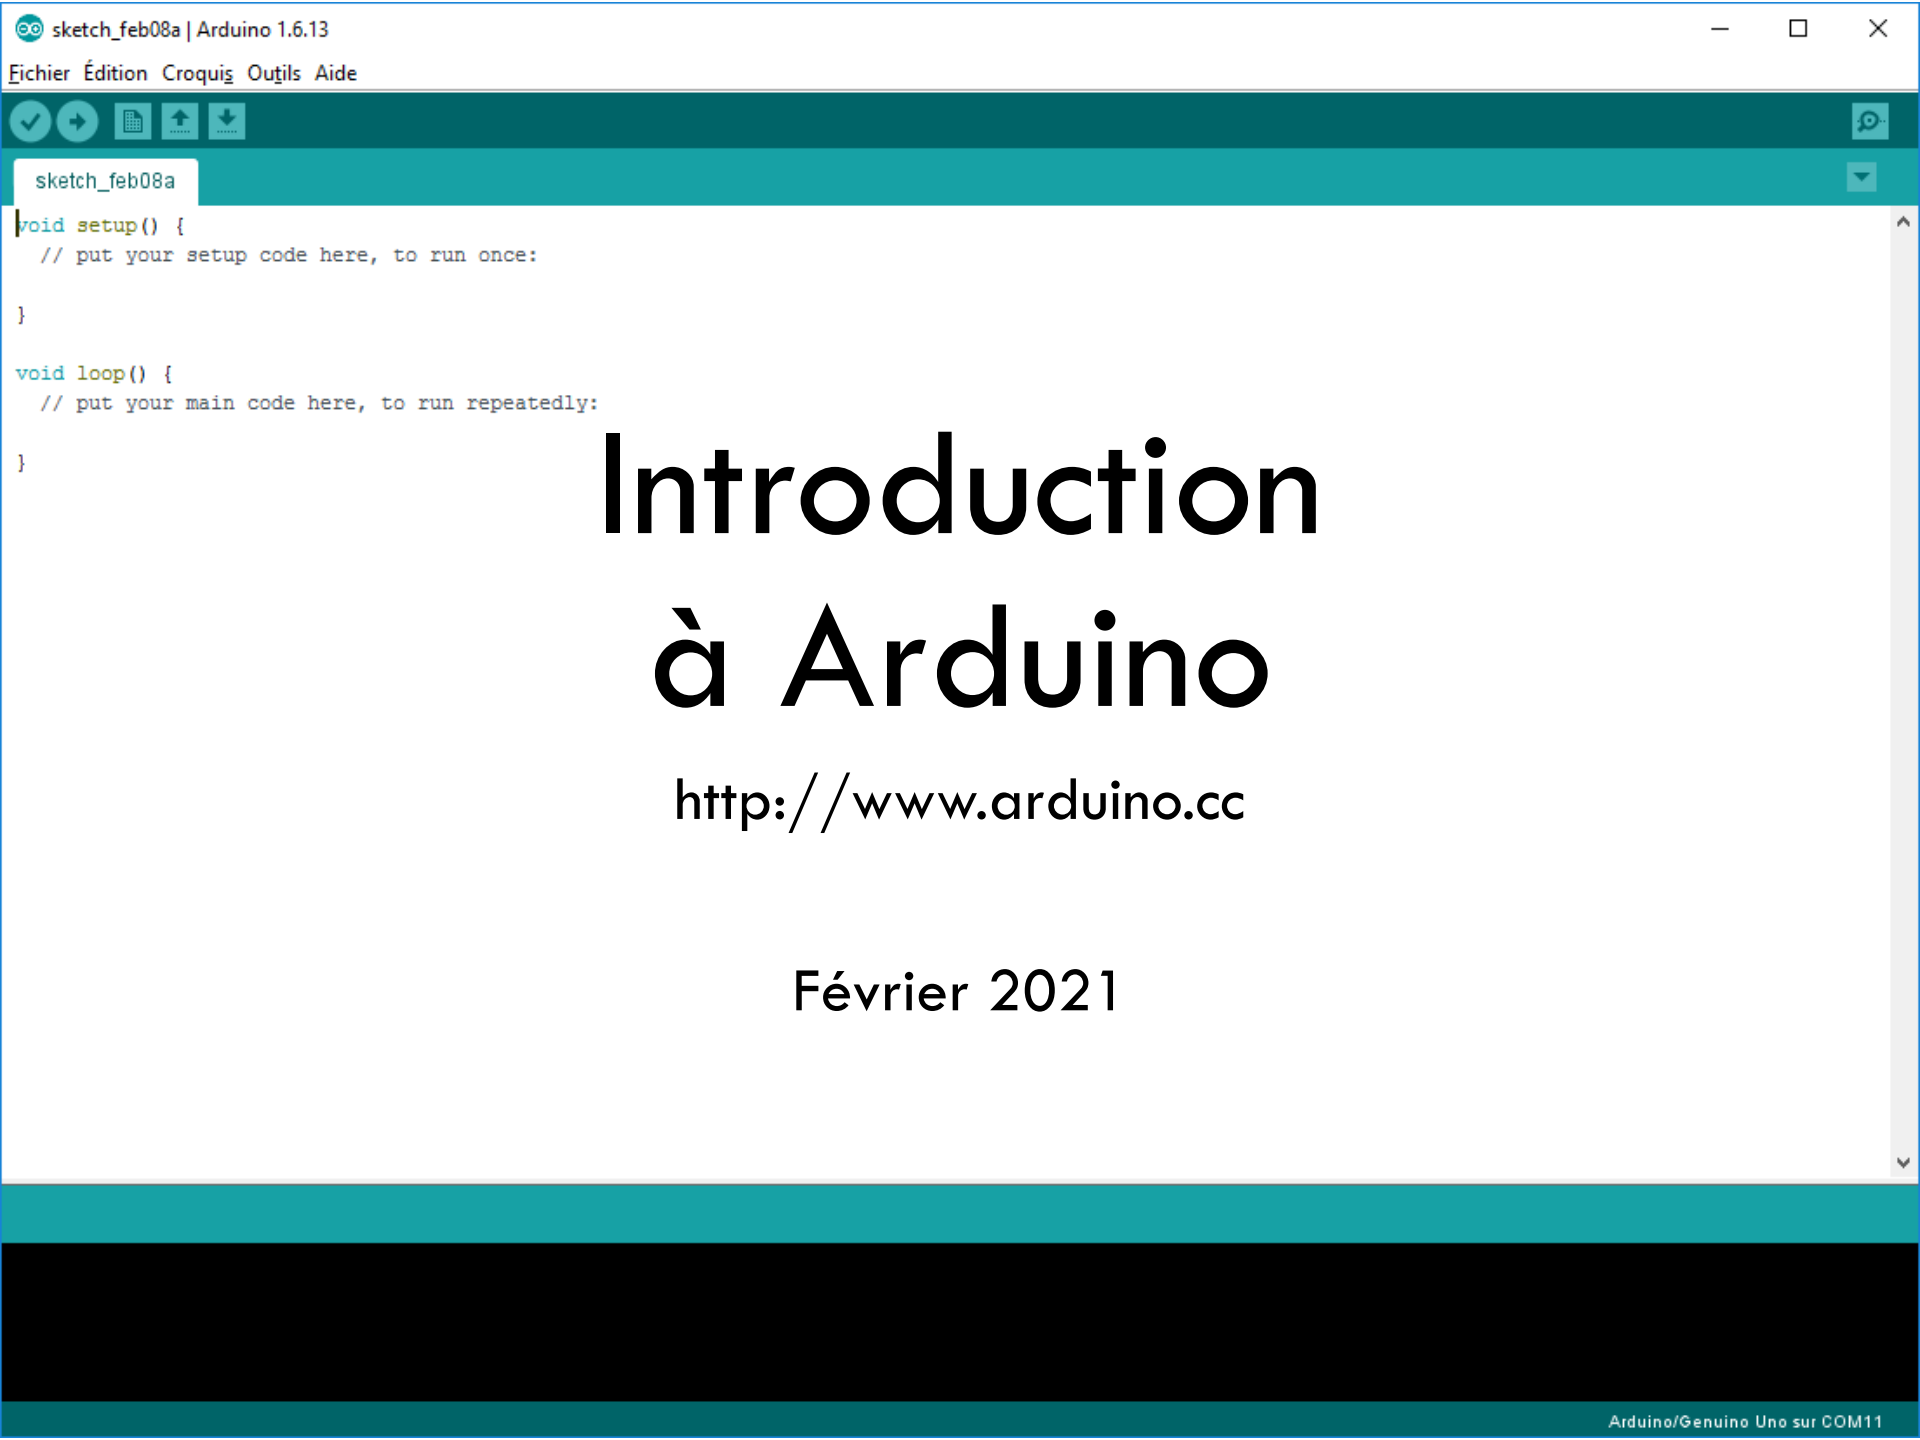 sketch_feb08a | Arduino 1.6.13
Fichier Édition Croquis Outils Aide
sketch_feb08a
void setup() {
  // put your setup code here, to run once:
}
void loop() {
  // put your main code here, to run repeatedly:
}
Introduction
à Arduino
http://www.arduino.cc
Février 2021
Arduino/Genuino Uno sur COM11